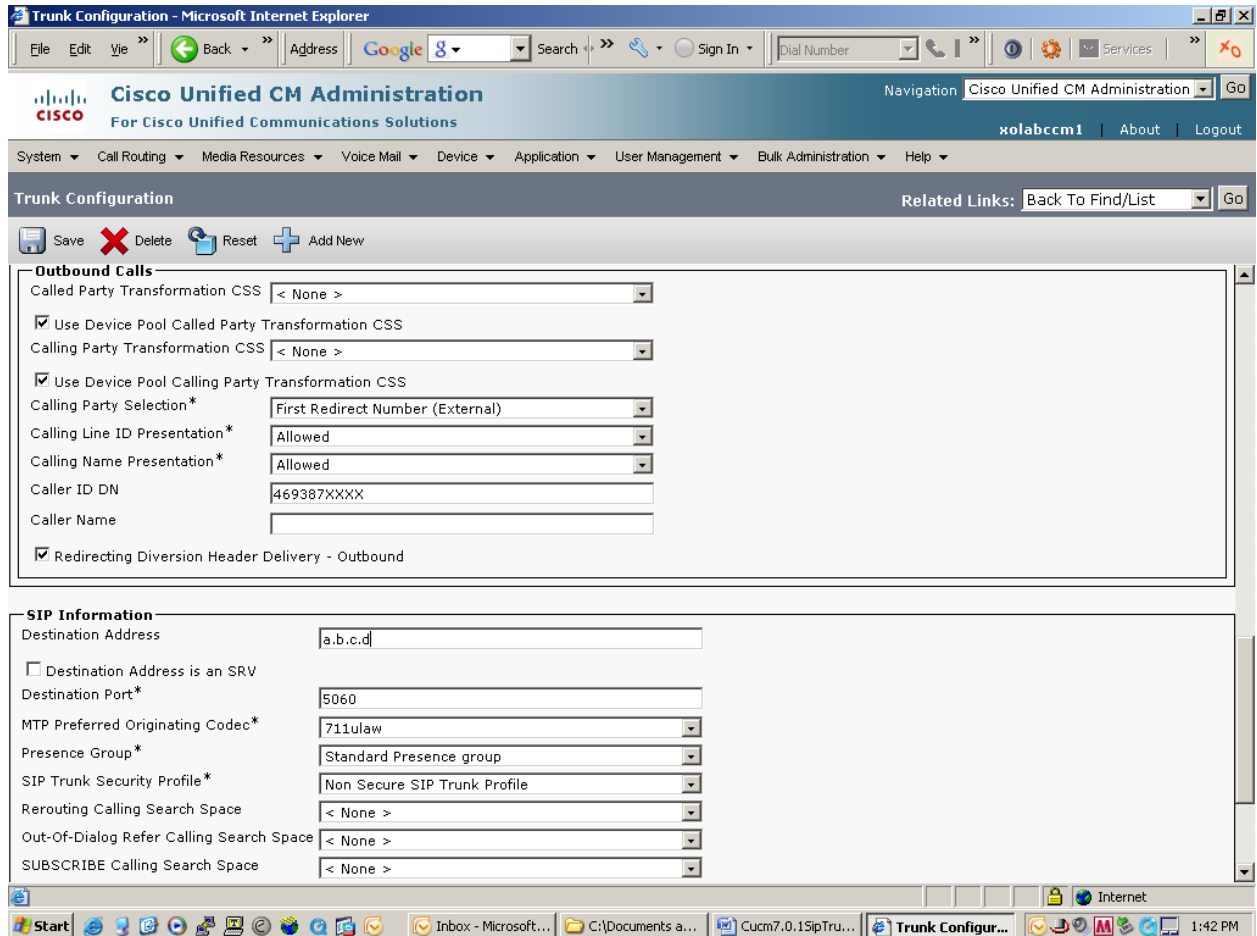 Trunk Configuration - Microsoft Internet Explorer
File Edit Vie » Back » Address Google 8 Search » Sign In Dial Number » Services »
CISCO
Cisco Unified CM Administration
For Cisco Unified Communications Solutions
Navigation Cisco Unified CM Administration Go
xolabccm1 | About | Logout
System Call Routing Media Resources Voice Mail Device Application User Management Bulk Administration Help
Trunk Configuration Related Links: Back To Find/List Go
Save Delete Reset Add New
Outbound Calls
Called Party Transformation CSS < None >
Use Device Pool Called Party Transformation CSS
Calling Party Transformation CSS < None >
Use Device Pool Calling Party Transformation CSS
Calling Party Selection* First Redirect Number (External)
Calling Line ID Presentation* Allowed
Calling Name Presentation* Allowed
Caller ID DN 469387XXXX
Caller Name
Redirecting Diversion Header Delivery - Outbound
SIP Information
Destination Address a.b.c.d
Destination Address is an SRV
Destination Port* 5060
MTP Preferred Originating Codec* 711ulaw
Presence Group* Standard Presence group
SIP Trunk Security Profile* Non Secure SIP Trunk Profile
Rerouting Calling Search Space < None >
Out-Of-Dialog Refer Calling Search Space < None >
SUBSCRIBE Calling Search Space < None >
Internet
Start Inbox - Microsoft... C:\Documents a... Cucm7.0.1SipTru... Trunk Configur... 1:42 PM